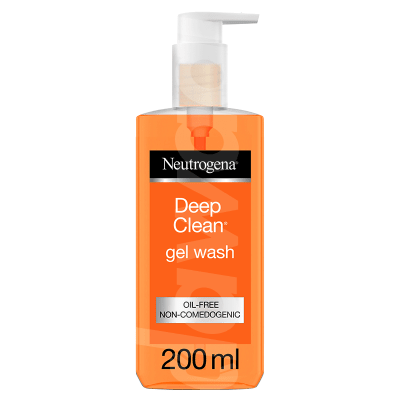 Neutrogena®
Deep
Clean®
gel wash
OIL-FREE
NON-COMEDOGENIC
200 ml